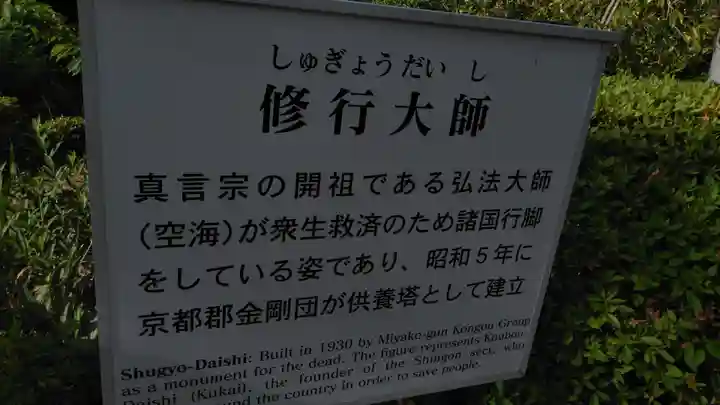 しゅぎょうだいし
修行大師
真言宗の開祖である弘法大師
（空海）が衆生救済のため諸国行脚
をしている姿であり、昭和５年に
京都郡金剛団が供養塔として建立
Shugyo-Daishi: Built in 1930 by Miyako-gun Kongou Group
as a monument for the dead. The figure represents Koubou-
Daishi (Kukai), the founder of the Shingon sect, who
and the country in order to save people.